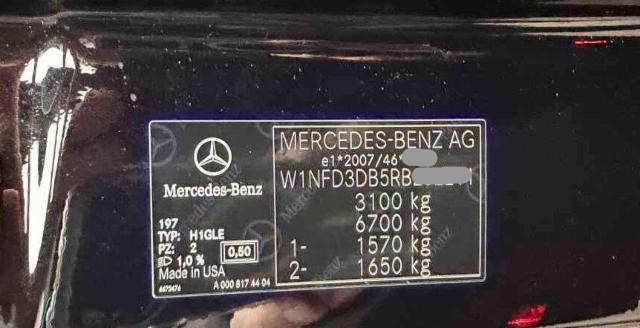 Mercedes-Benz
197
TYP: H1GLE
PZ: 2
1,0 %
0,50
Made in USA
A 000 817 44 04
MERCEDES-BENZ AG
e1*2007/46*
W1NFD3DB5RB
3100 kg
6700 kg
1- 1570 kg
2- 1650 kg